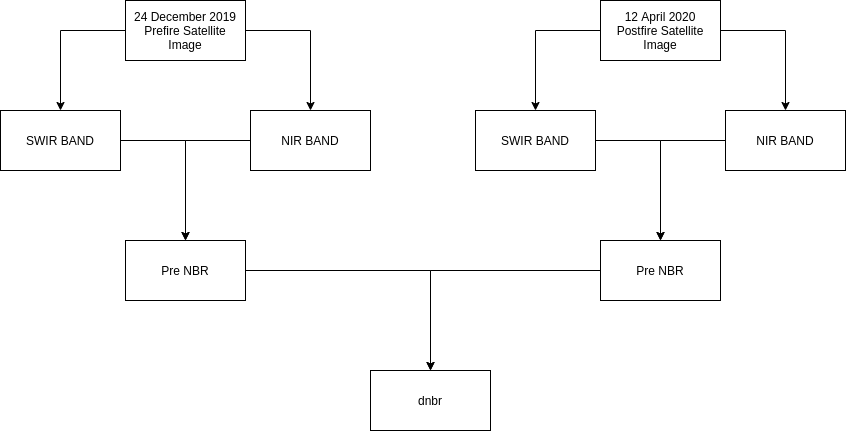 24 December 2019
Prefire Satellite
Image
12 April 2020
Postfire Satellite
Image
SWIR BAND
NIR BAND
SWIR BAND
NIR BAND
Pre NBR
Pre NBR
dnbr